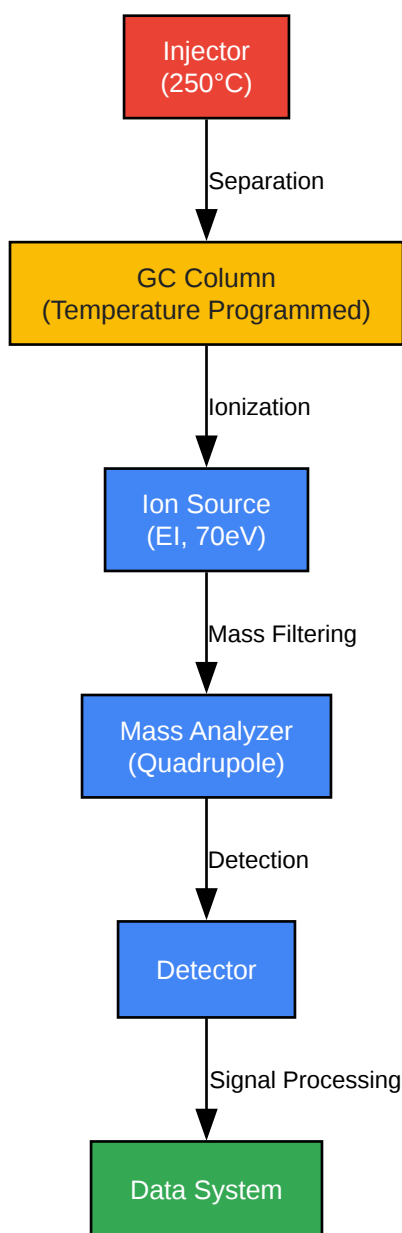 Injector
(250°C)
Separation
GC Column
(Temperature Programmed)
Ionization
Ion Source
(EI, 70eV)
Mass Filtering
Mass Analyzer
(Quadrupole)
Detection
Detector
Signal Processing
Data System